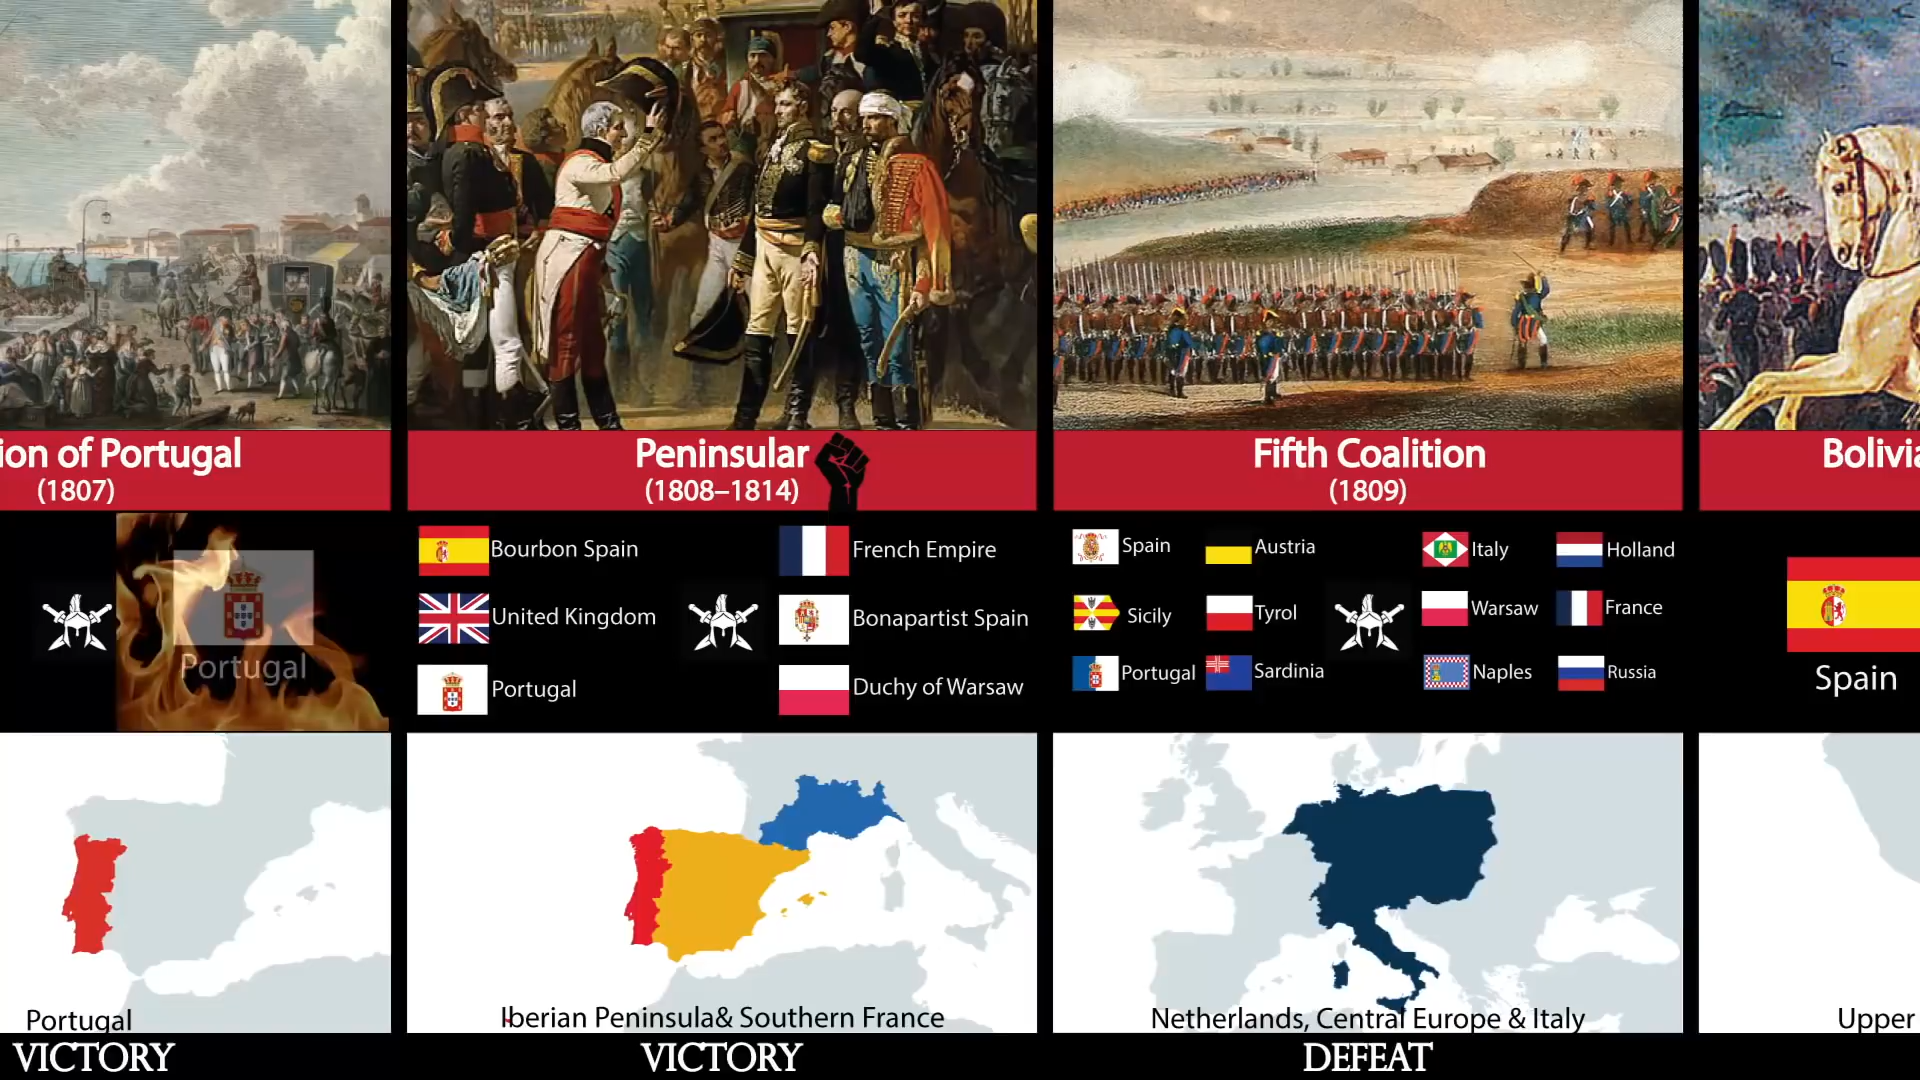 ion of Portugal
(1807)
Portugal
Portugal
VICTORY
Peninsular
(1808–1814)
Bourbon Spain
United Kingdom
Portugal
French Empire
Bonapartist Spain
Duchy of Warsaw
Iberian Peninsula& Southern France
VICTORY
Fifth Coalition
(1809)
Spain
Austria
Sicily
Tyrol
Portugal
Sardinia
Italy
Holland
Warsaw
France
Naples
Russia
Netherlands, Central Europe & Italy
DEFEAT
Bolivia
Spain
Upper